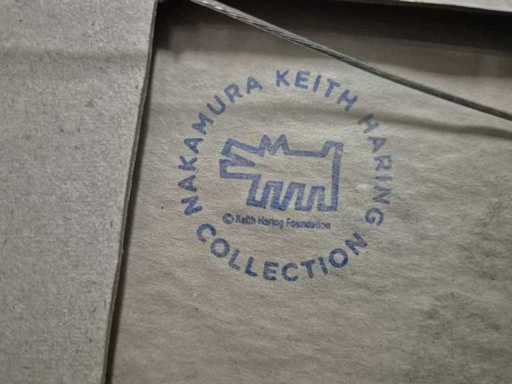 NAKAMURA KEITH HARING
© Keith Haring Foundation
COLLECTION